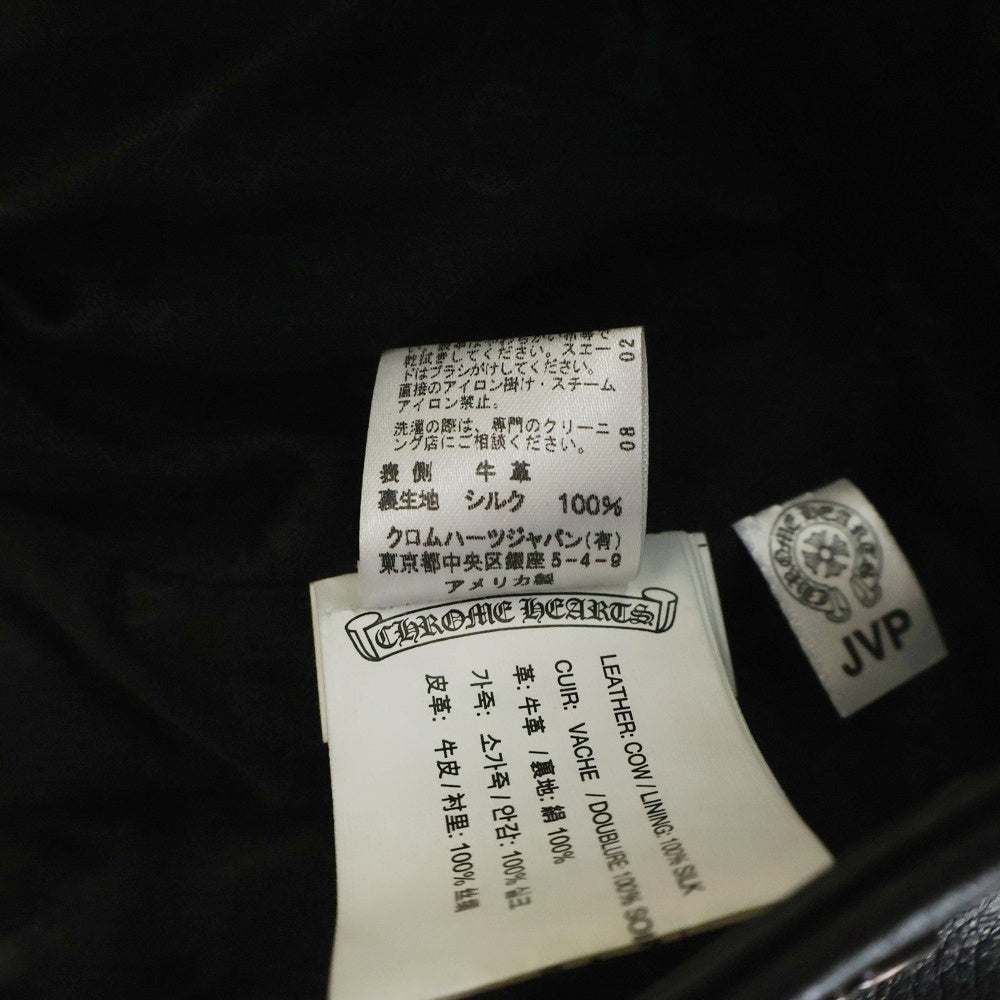 乾拭きしてください。スエー
ドはブラシがけしてください。
直接のアイロン掛け・スチーム
アイロン禁止。
洗濯の際は、専門のクリーニ
ング店にご相談ください。
02
08
表側 牛革
裏生地 シルク 100%
クロムハーツジャパン(有)
東京都中央区銀座5-4-9
アメリカ製
CHROME HEARTS
LEATHER: COW / LINING: 100% SILK
CUIR: VACHE / DOUBLURE 100% SOIE
革: 牛革 / 裏地: 絹 100%
가죽: 소가죽 / 안감: 100% 실크
皮革: 牛皮 / 衬里: 100% 丝绸
CHROME HEARTS
JVP